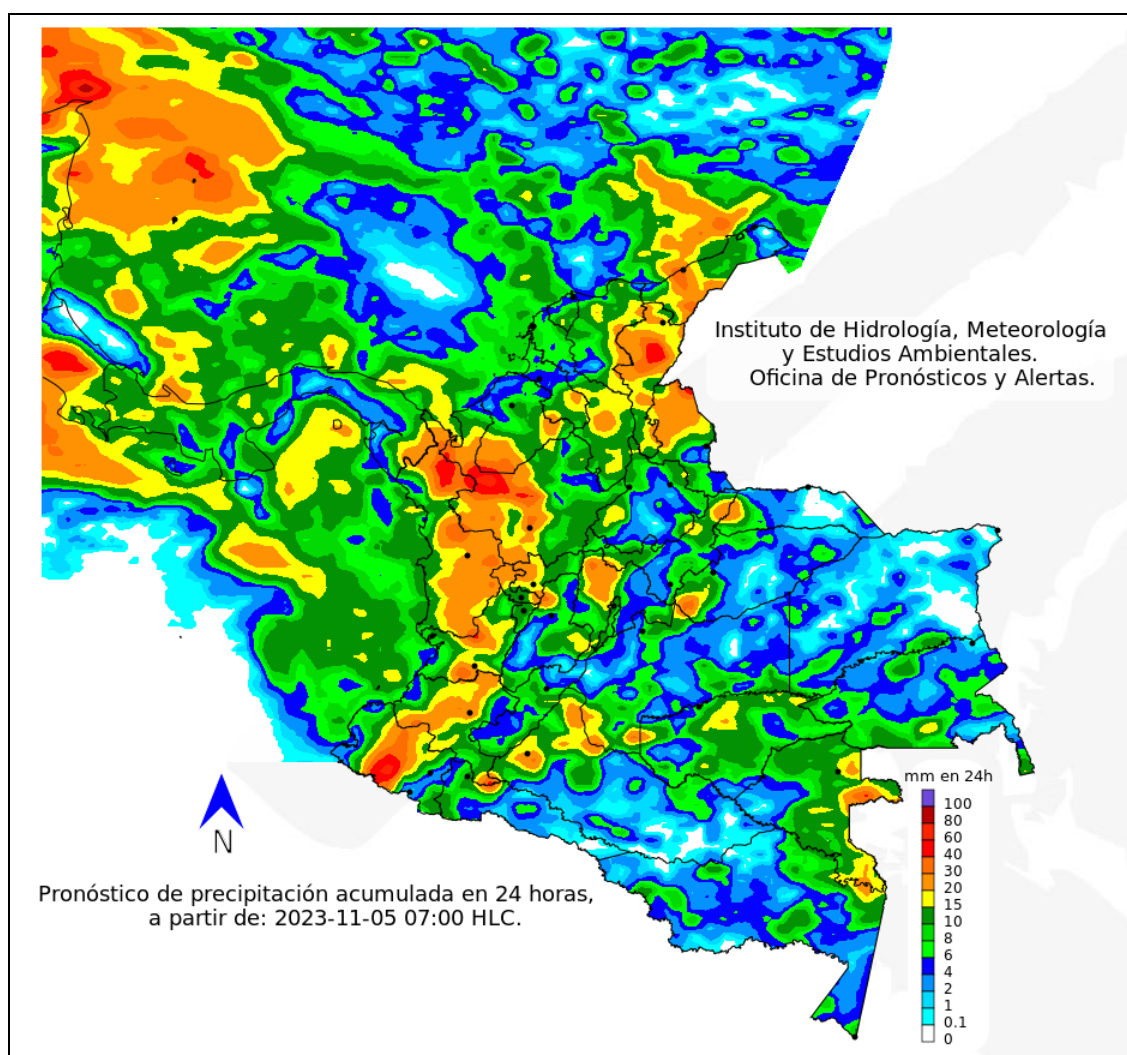 Instituto de Hidrología, Meteorología
y Estudios Ambientales.
Oficina de Pronósticos y Alertas.
mm en 24h
100
80
60
40
30
20
15
10
8
6
4
2
1
0.1
0
N
Pronóstico de precipitación acumulada en 24 horas,
a partir de: 2023-11-05 07:00 HLC.